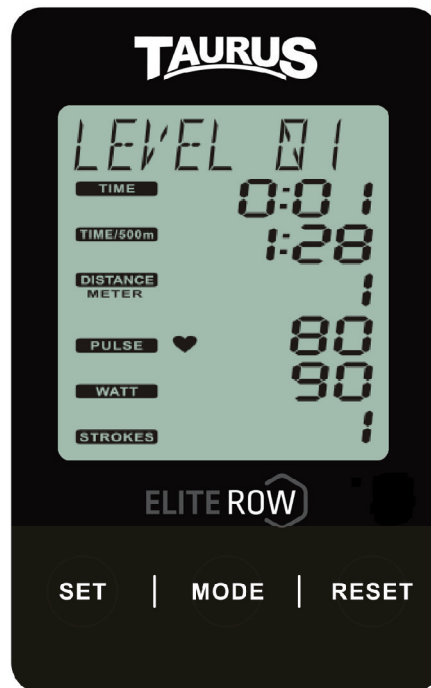 TAURUS
LEVEL 01
TIME 0:01
TIME/500m 1:28
DISTANCE 1
METER
PULSE 80
WATT 90
STROKES 1
ELITE ROW
SET | MODE | RESET